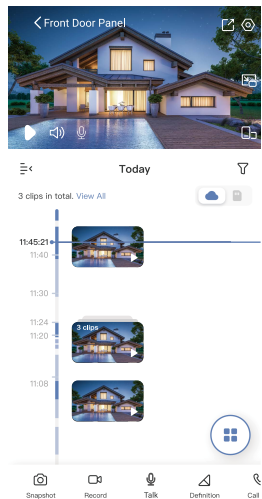 Front Door Panel
Today
3 clips in total. View All
11:45:21
11:40
11:30
11:24
3 clips
11:20
11:08
Snapshot Record Talk Definition Call